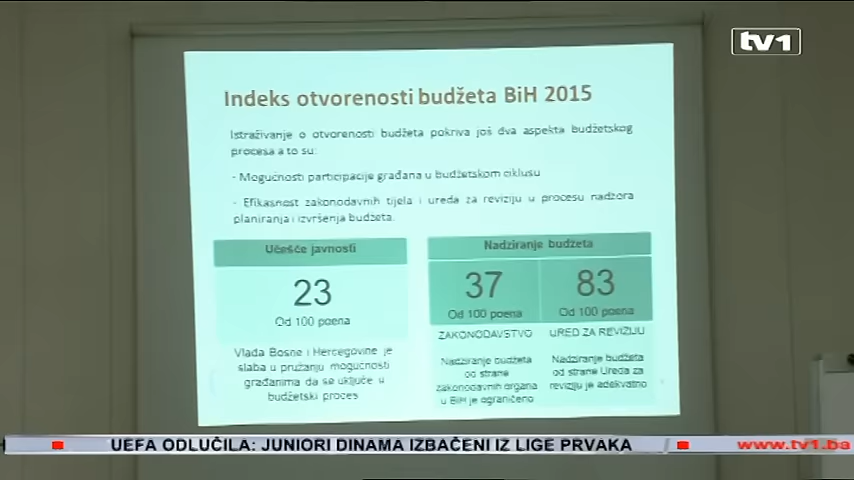 tv1
Indeks otvorenosti budžeta BiH 2015
Istraživanje o otvorenosti budžeta pokriva još dva aspekta budžetskog
procesa a to su:
- Mogućnosti participacije građana u budžetskom ciklusu
- Efikasnost zakonodavnih tijela i ureda za reviziju u procesu nadzora
planiranja i izvršenja budžeta.
Učešće javnosti
23
Od 100 poena
Vlada Bosne i Hercegovine je
slaba u pružanju mogućnosti
građanima da se uključe u
budžetski proces
Nadziranje budžeta
37
Od 100 poena
ZAKONODAVSTVO
Nadziranje budžeta
od strane
zakonodavnih organa
u BiH je ograničeno
83
Od 100 poena
URED ZA REVIZIJU
Nadziranje budžeta
od strane Ureda za
reviziju je adekvatno
UEFA ODLUČILA: JUNIORI DINAMA IZBAČENI IZ LIGE PRVAKA
www.tv1.ba